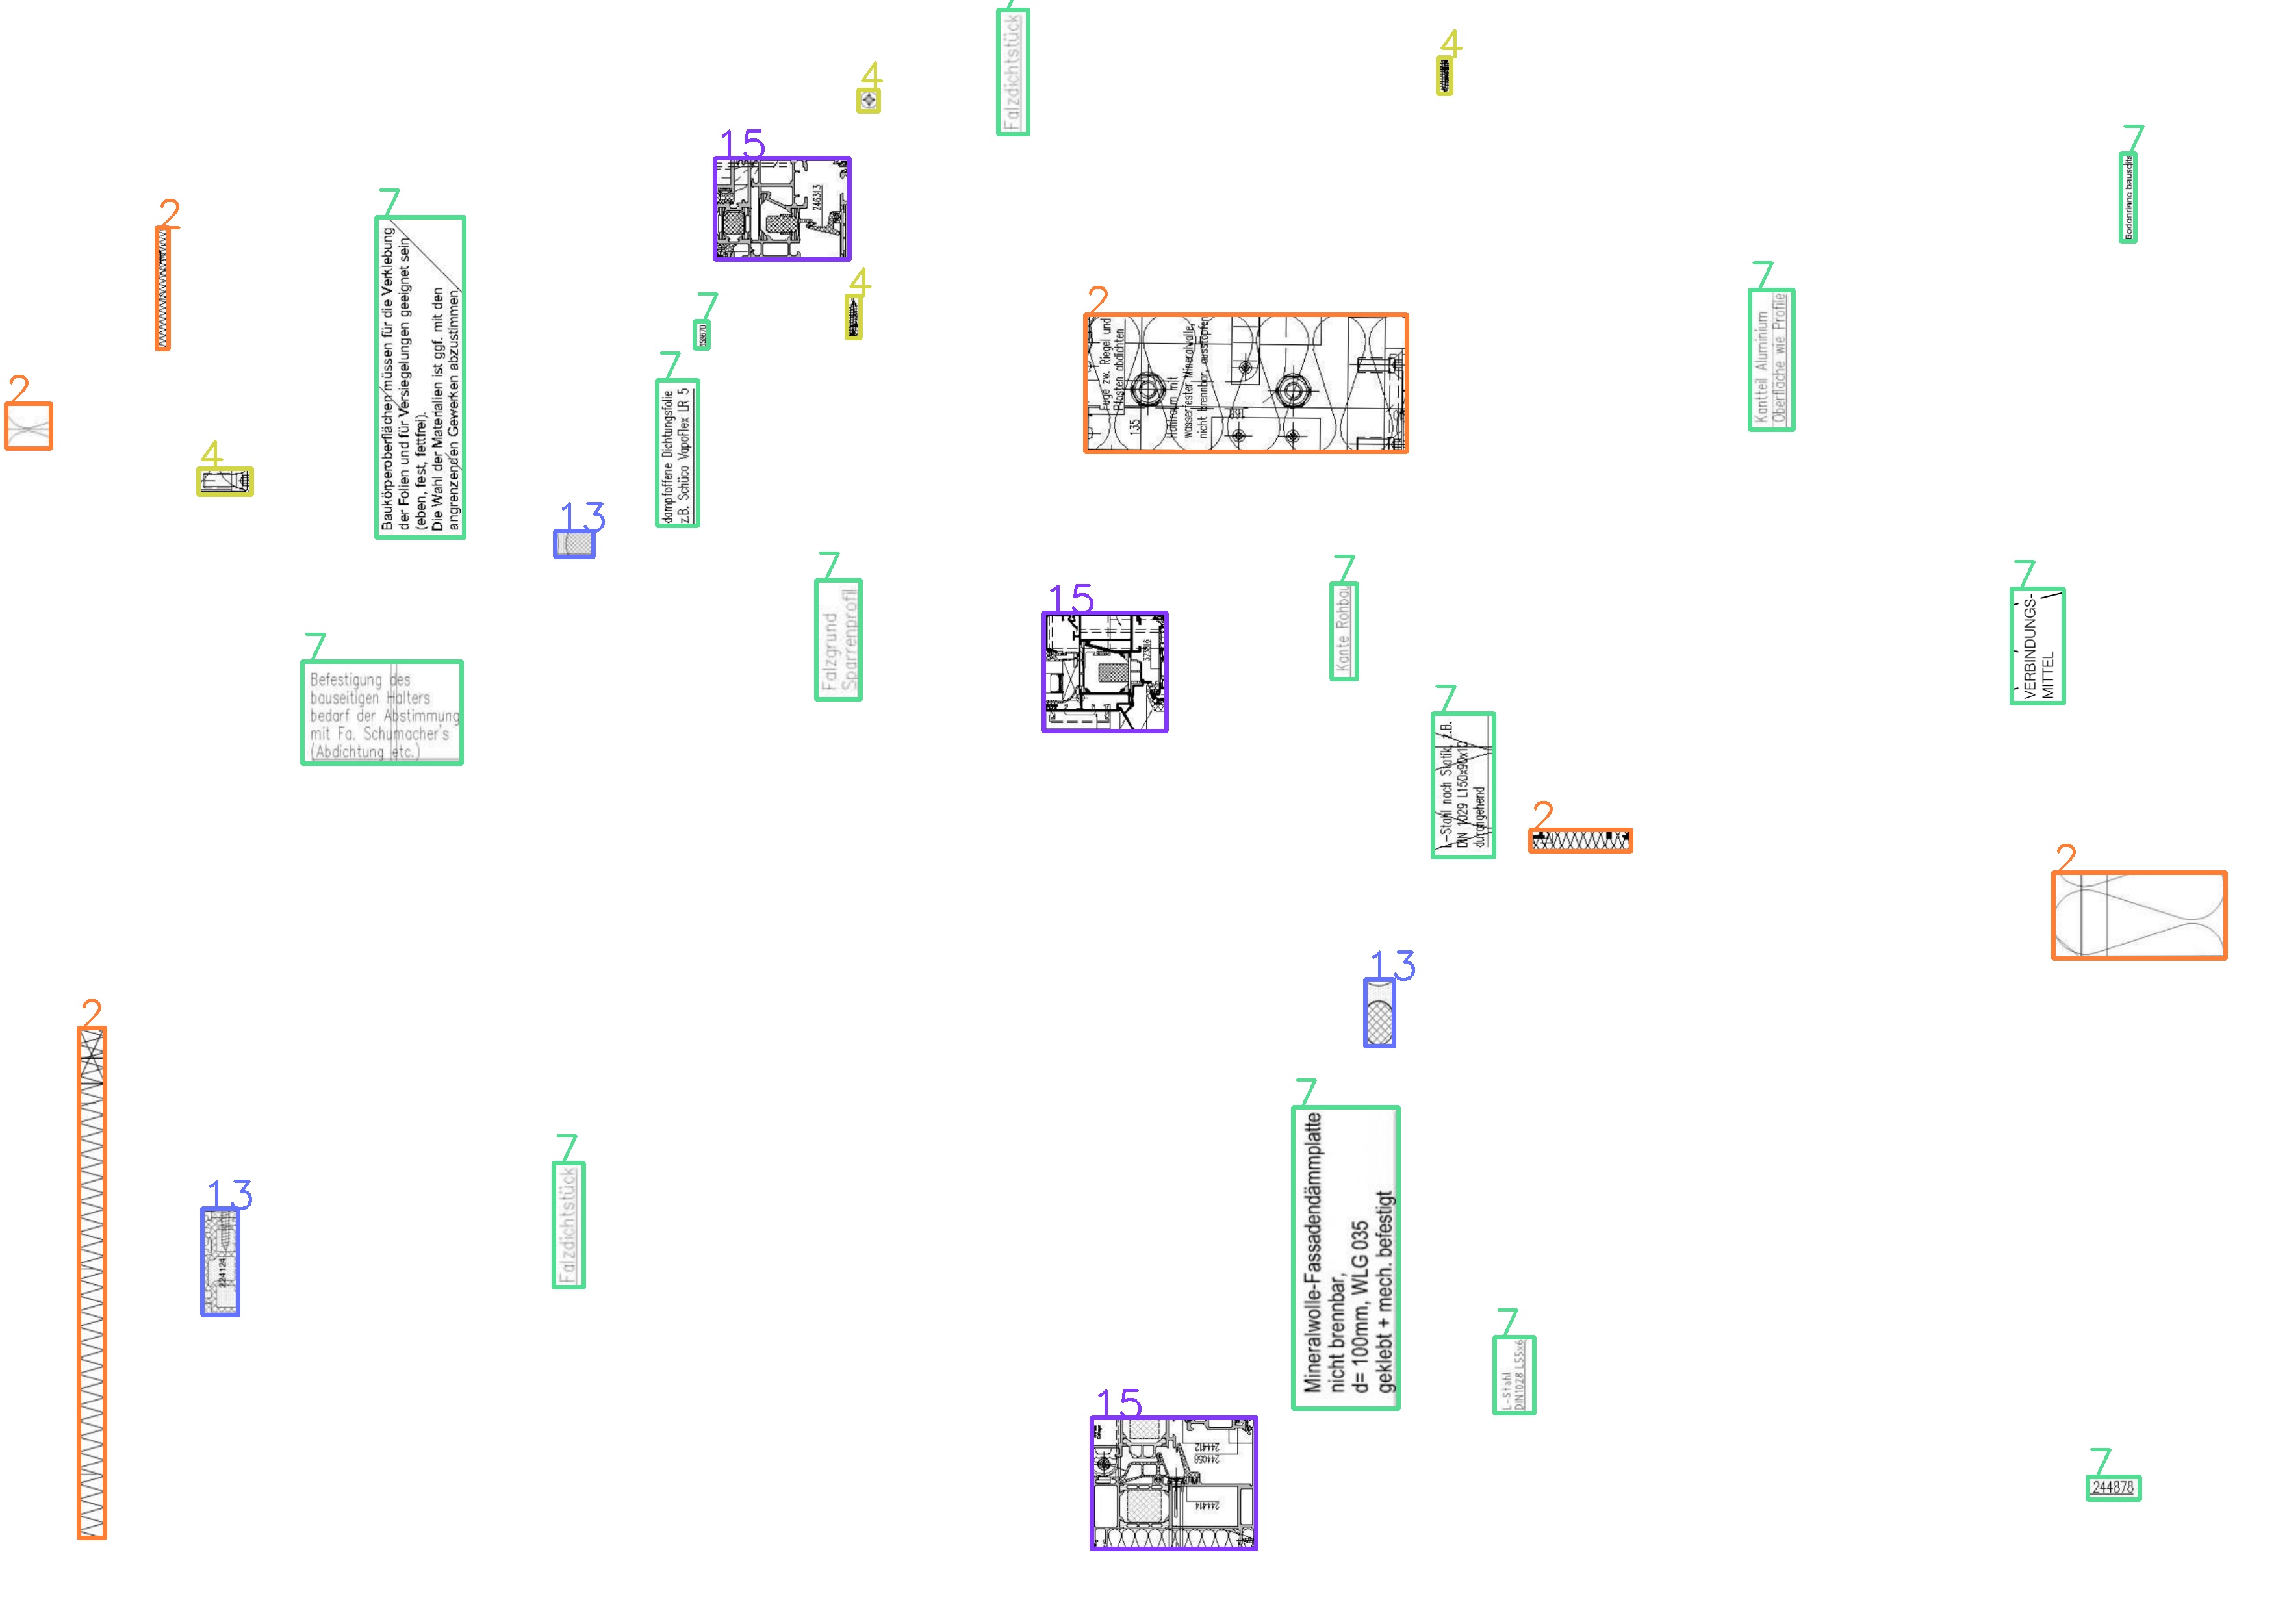 7
Falzdichtstück
4
4
15
246313
7
Bodenrinne bauseits
2
7
Baukörperoberflächen müssen für die Verklebung
der Folien und für Versiegelungen geeignet sein
(eben, fest, fettfrei).
Die Wahl der Materialien ist ggf. mit den
angrenzenden Gewerken abzustimmen
4
7
2
Fuge zw. Riegel und
Pfosten abdichten
135
Hohlraum mit
wasserfester Mineralwolle,
nicht brennbar, ausstopfen
7
Kantteil Aluminium
Oberfläche wie Profile
7
dampfoffene Dichtungsfolie
z.B. Schüco VapoFlex LR 5
2
4
13
7
Falzgrund
Sparrenprofil
15
7
Kante Rohbau
7
VERBINDUNGS-
MITTEL
7
Befestigung des
bauseitigen Halters
bedarf der Abstimmung
mit Fa. Schumacher's
(Abdichtung etc.)
7
L-Stahl nach Statik, z.B.
DIN 1029 L150x90x10
durchgehend
2
2
13
2
7
Mineralwolle-Fassadendämmplatte
nicht brennbar,
d= 100mm, WLG 035
geklebt + mech. befestigt
7
Falzdichtstück
13
224124
7
L-Stahl
DIN1028 L55x6
15
244412
244068
244414
7
244878